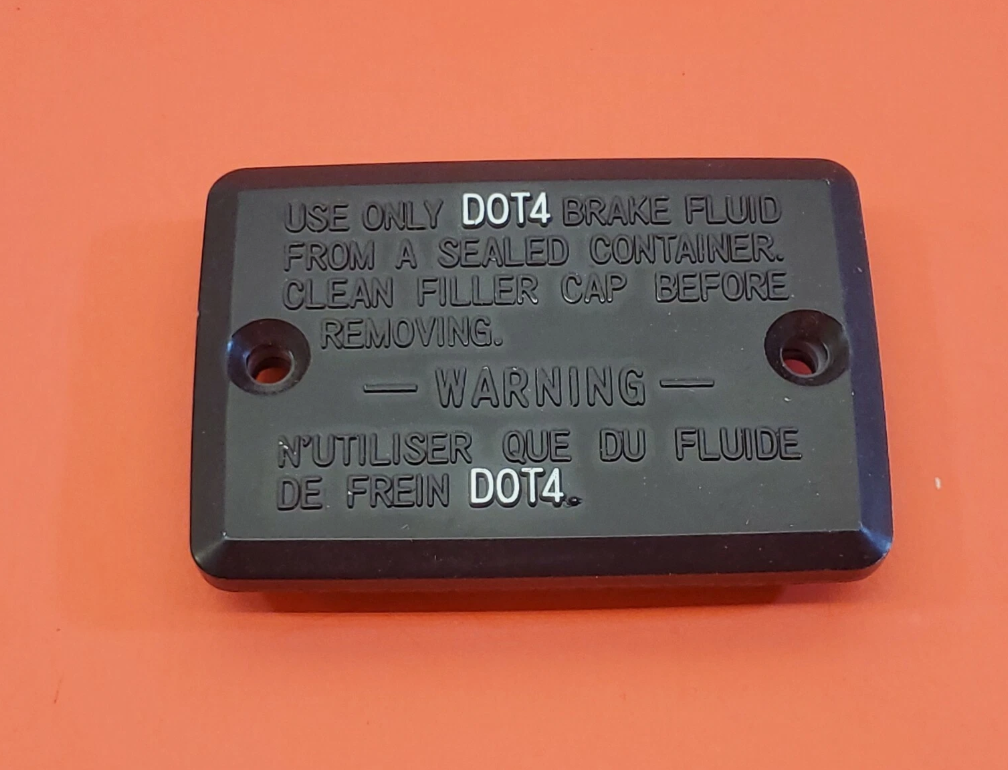 USE ONLY DOT4 BRAKE FLUID
FROM A SEALED CONTAINER.
CLEAN FILLER CAP BEFORE
REMOVING.
— WARNING —
N'UTILISER QUE DU FLUIDE
DE FREIN DOT4.